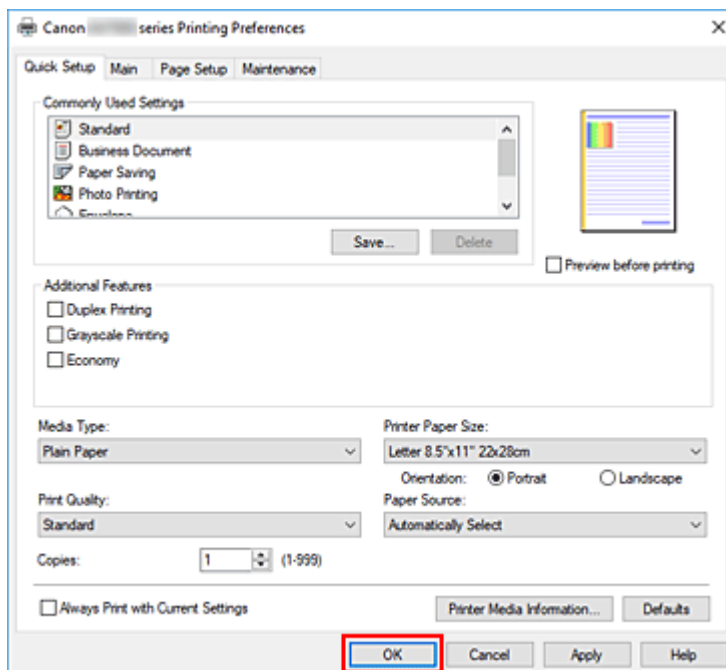 Canon series Printing Preferences
Quick Setup Main Page Setup Maintenance
Commonly Used Settings
Standard
Business Document
Paper Saving
Photo Printing
Envelope
Save... Delete
Preview before printing
Additional Features
Duplex Printing
Grayscale Printing
Economy
Media Type: Printer Paper Size:
Plain Paper Letter 8.5"x11" 22x28cm
Orientation: Portrait Landscape
Print Quality: Paper Source:
Standard Automatically Select
Copies: 1 (1-999)
Always Print with Current Settings Printer Media Information... Defaults
OK Cancel Apply Help